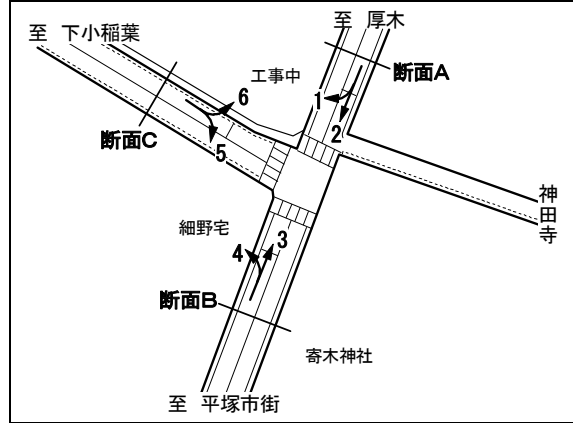 至 厚木
至 下小稲葉
工事中
断面A
1
6
2
断面C
5
神田寺
細野宅
4
3
断面B
寄木神社
至 平塚市街